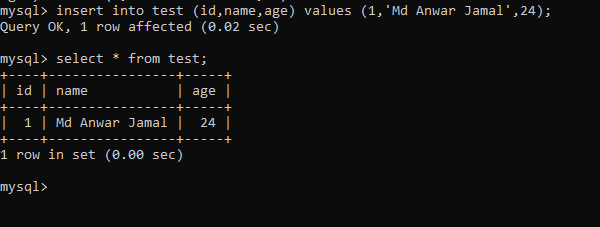 mysql> insert into test (id,name,age) values (1,'Md Anwar Jamal',24);
Query OK, 1 row affected (0.02 sec)
mysql> select * from test;
+----+----------------+-----+
| id | name           | age |
+----+----------------+-----+
|  1 | Md Anwar Jamal |  24 |
+----+----------------+-----+
1 row in set (0.00 sec)
mysql>